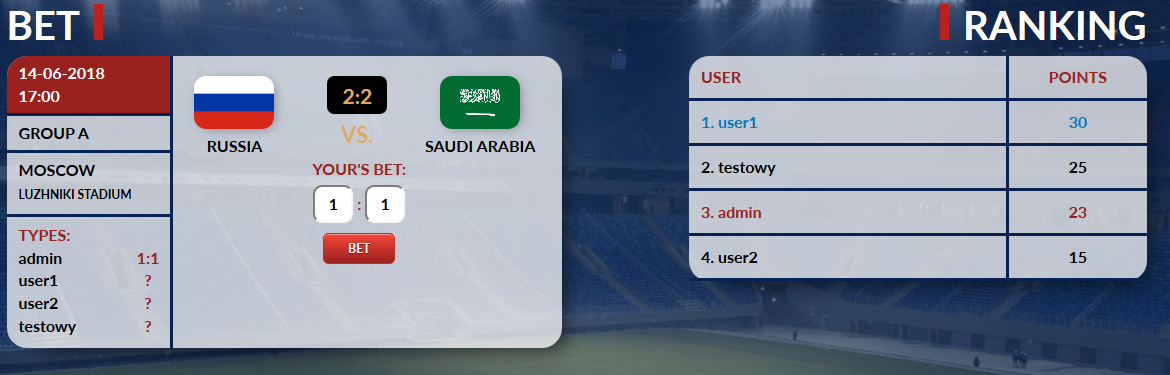 BET
14-06-2018
17:00
GROUP A
MOSCOW
LUZHNIKI STADIUM
TYPES:
admin 1:1
user1 ?
user2 ?
testowy ?
RUSSIA
2:2
VS.
SAUDI ARABIA
YOUR'S BET:
1 : 1
BET
RANKING
USER POINTS
1. user1 30
2. testowy 25
3. admin 23
4. user2 15